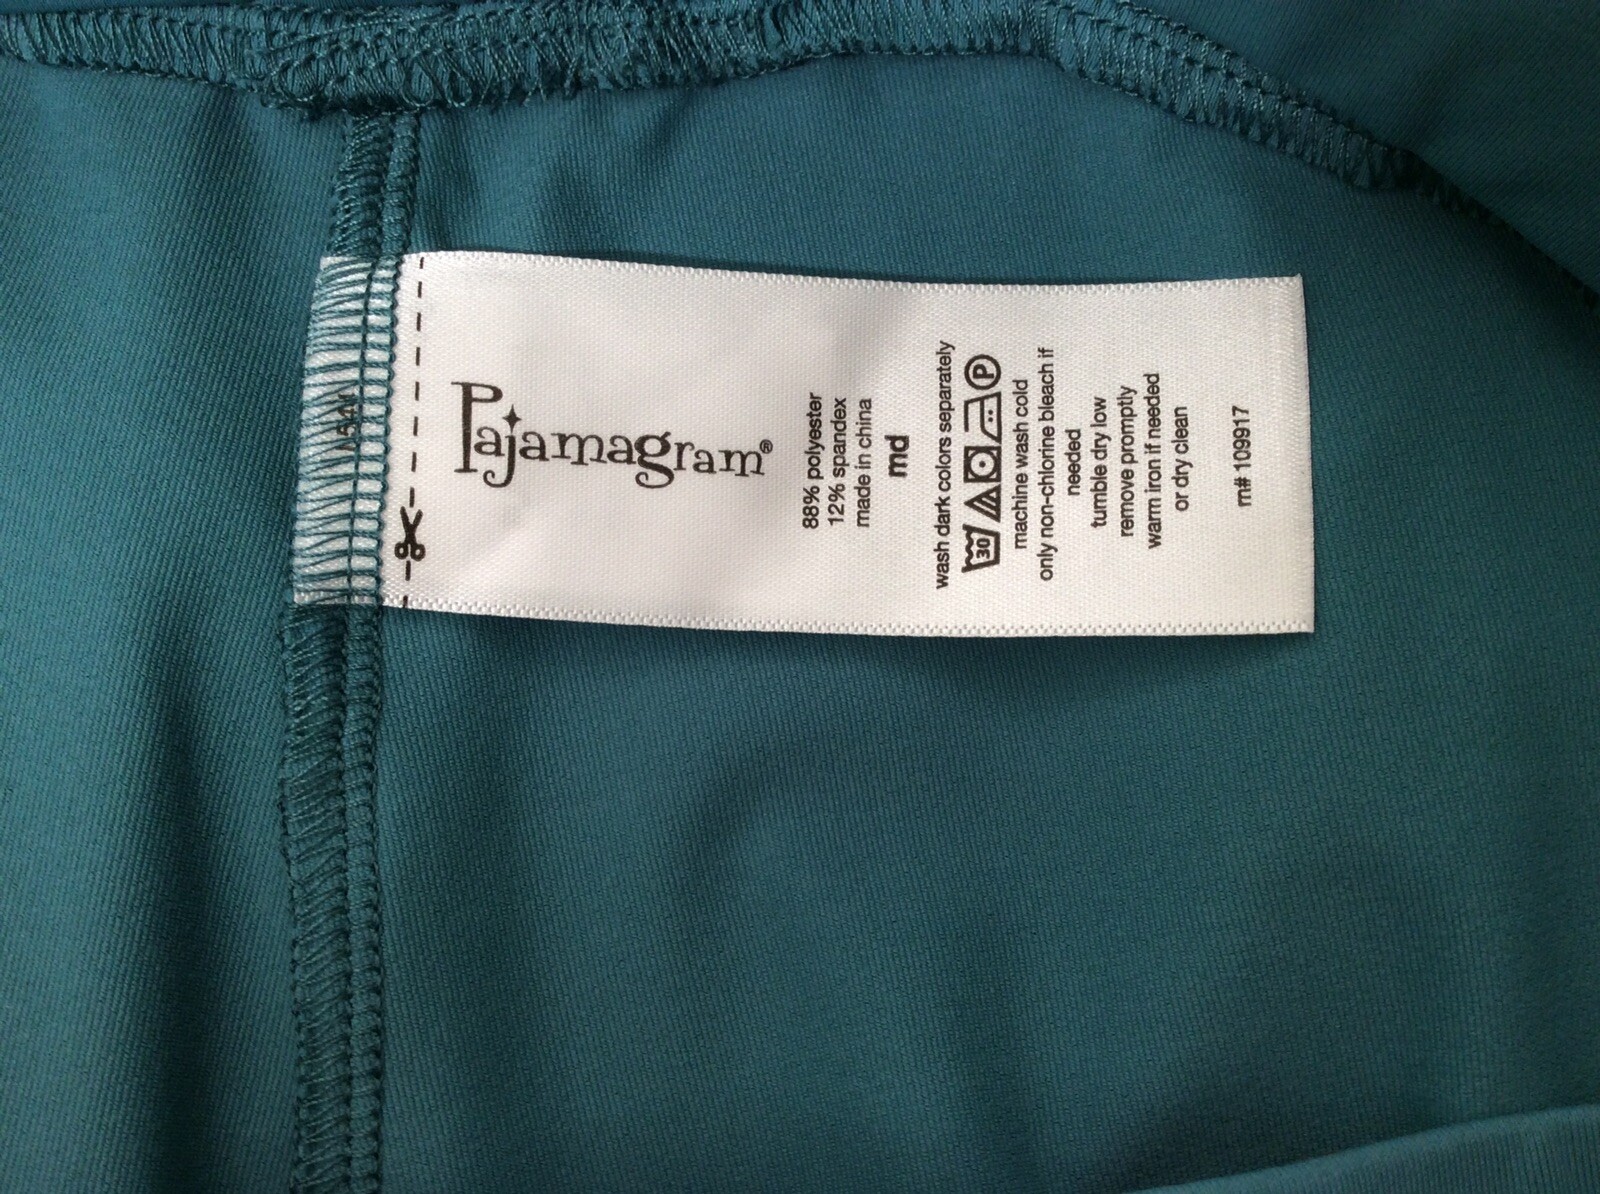 Pajamagram®
88% polyester
12% spandex
made in china
md
wash dark colors separately
30 P
machine wash cold
only non-chlorine bleach if
needed
tumble dry low
remove promptly
warm iron if needed
or dry clean
m# 109917